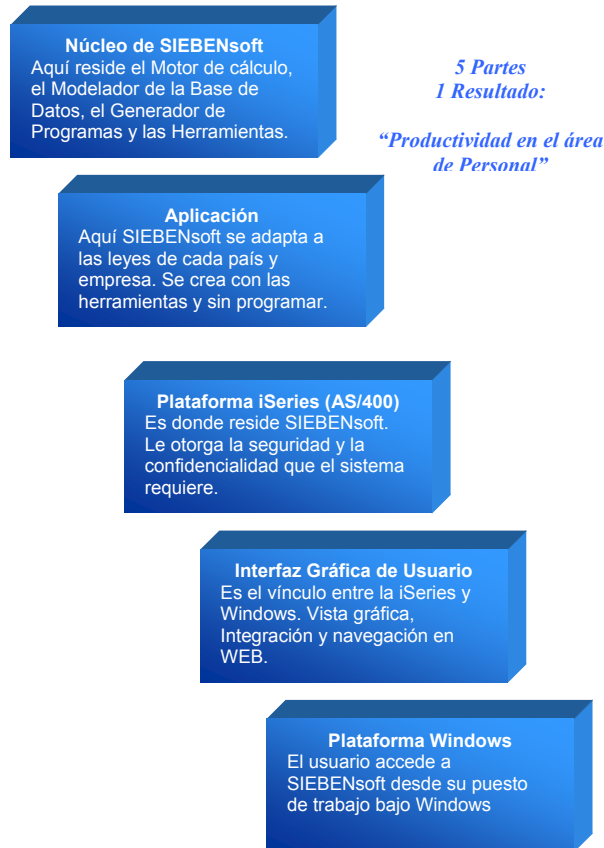 Núcleo de SIEBENsoft
Aquí reside el Motor de cálculo,
el Modelador de la Base de
Datos, el Generador de
Programas y las Herramientas.
5 Partes
1 Resultado:
“Productividad en el área
de Personal”
Aplicación
Aquí SIEBENsoft se adapta a
las leyes de cada país y
empresa. Se crea con las
herramientas y sin programar.
Plataforma iSeries (AS/400)
Es donde reside SIEBENsoft.
Le otorga la seguridad y la
confidencialidad que el sistema
requiere.
Interfaz Gráfica de Usuario
Es el vínculo entre la iSeries y
Windows. Vista gráfica,
Integración y navegación en
WEB.
Plataforma Windows
El usuario accede a
SIEBENsoft desde su puesto
de trabajo bajo Windows